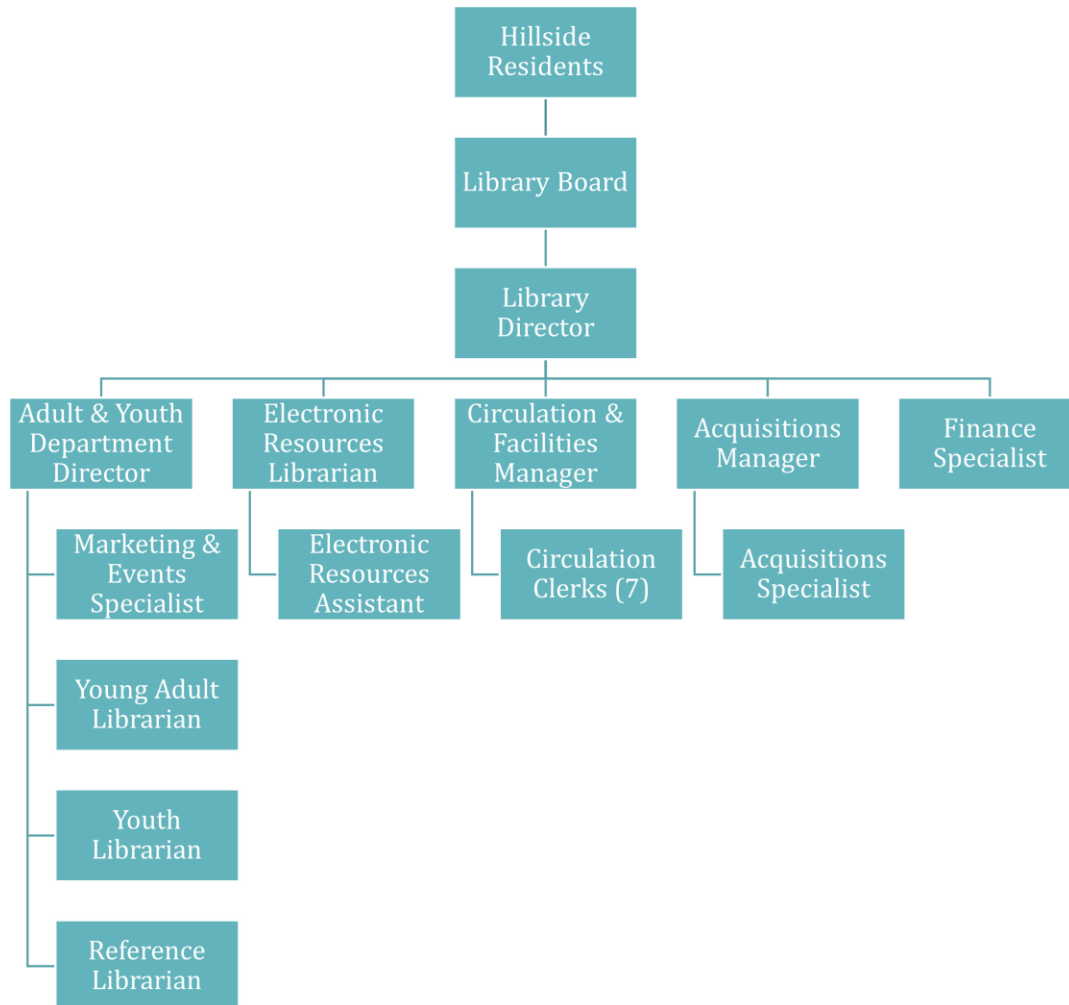 Hillside
Residents
Library Board
Library
Director
Adult & Youth
Department
Director
Electronic
Resources
Librarian
Circulation &
Facilities
Manager
Acquisitions
Manager
Finance
Specialist
Marketing &
Events
Specialist
Electronic
Resources
Assistant
Circulation
Clerks (7)
Acquisitions
Specialist
Young Adult
Librarian
Youth
Librarian
Reference
Librarian